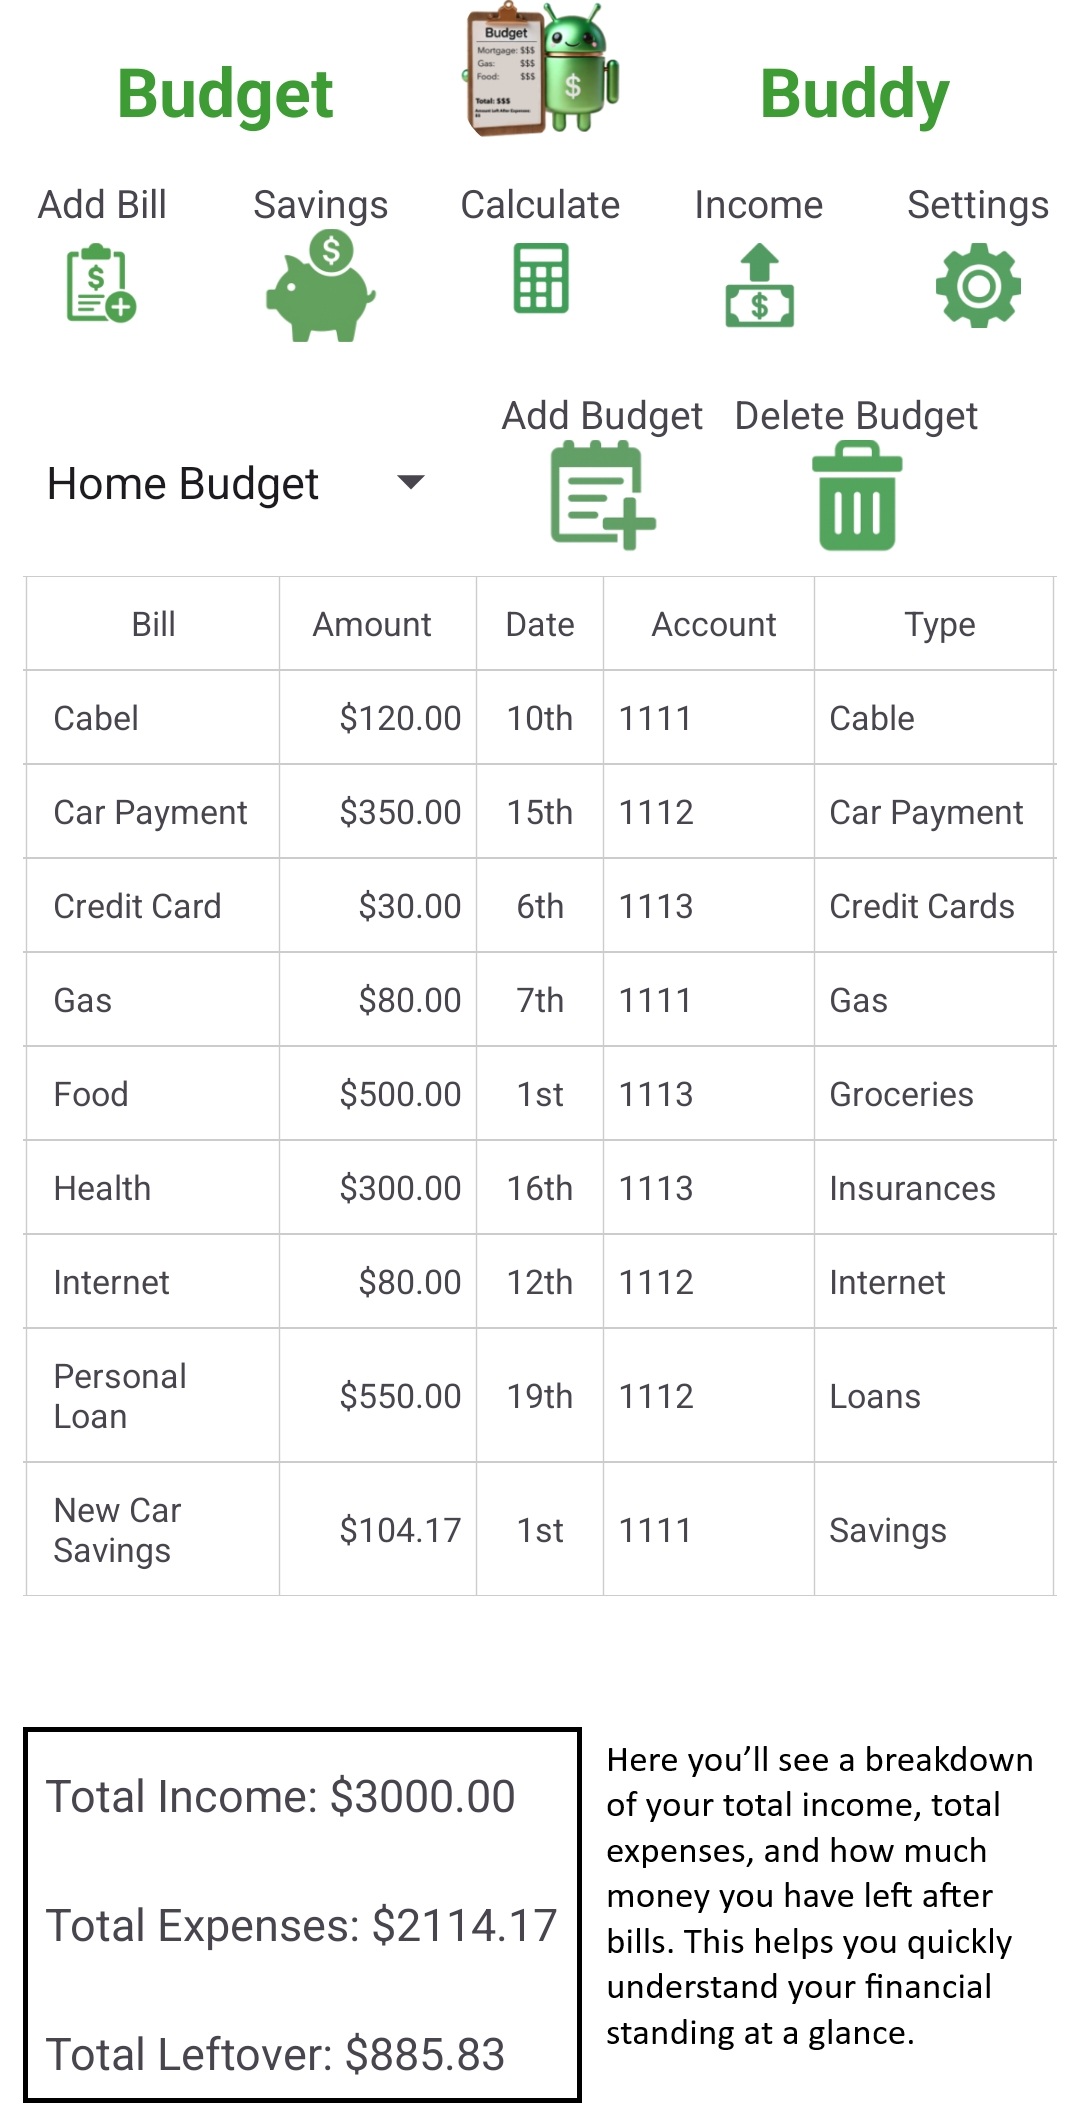 Budget
Mortgage: $$$
Gas: $$$
Food: $$$
Total: $$$
Amount Left After Expenses:
$$
$
Budget Buddy
Add Bill Savings Calculate Income Settings
$ $ $
Add Budget Delete Budget
Home Budget
Bill Amount Date Account Type
Cabel $120.00 10th 1111 Cable
Car Payment $350.00 15th 1112 Car Payment
Credit Card $30.00 6th 1113 Credit Cards
Gas $80.00 7th 1111 Gas
Food $500.00 1st 1113 Groceries
Health $300.00 16th 1113 Insurances
Internet $80.00 12th 1112 Internet
Personal
Loan $550.00 19th 1112 Loans
New Car
Savings $104.17 1st 1111 Savings
Total Income: $3000.00
Total Expenses: $2114.17
Total Leftover: $885.83
Here you’ll see a breakdown
of your total income, total
expenses, and how much
money you have left after
bills. This helps you quickly
understand your financial
standing at a glance.